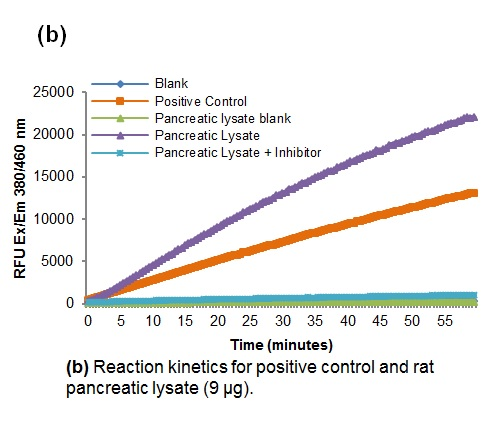 (b)
Blank
Positive Control
Pancreatic lysate blank
Pancreatic Lysate
Pancreatic Lysate + Inhibitor
RFU Ex/Em 380/460 nm
25000
20000
15000
10000
5000
0
0 5 10 15 20 25 30 35 40 45 50 55
Time (minutes)
(b) Reaction kinetics for positive control and rat
pancreatic lysate (9 µg).